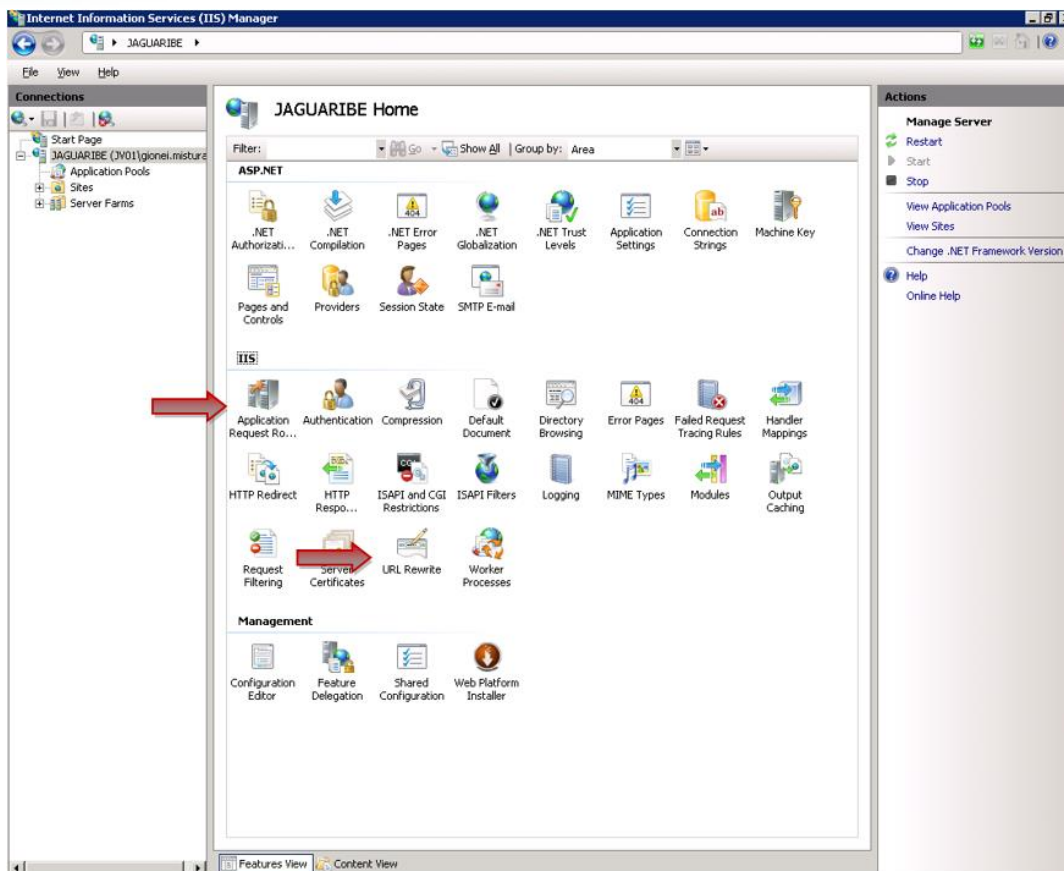 Internet Information Services (IIS) Manager
JAGUARIBE
File View Help
Connections
Start Page
JAGUARIBE (JV01\gionei.mistura
Application Pools
Sites
Server Farms
JAGUARIBE Home
Filter: Go Show All Group by: Area
ASP.NET
.NET Authorizati...
.NET Compilation
.NET Error Pages
.NET Globalization
.NET Trust Levels
Application Settings
Connection Strings
Machine Key
Pages and Controls
Providers
Session State
SMTP E-mail
IIS
Application Request Ro...
Authentication
Compression
Default Document
Directory Browsing
Error Pages
Failed Request Tracing Rules
Handler Mappings
HTTP Redirect
HTTP Respo...
ISAPI and CGI Restrictions
ISAPI Filters
Logging
MIME Types
Modules
Output Caching
Request Filtering
Server Certificates
URL Rewrite
Worker Processes
Management
Configuration Editor
Feature Delegation
Shared Configuration
Web Platform Installer
Features View Content View
Actions
Manage Server
Restart
Start
Stop
View Application Pools
View Sites
Change .NET Framework Version
Help
Online Help